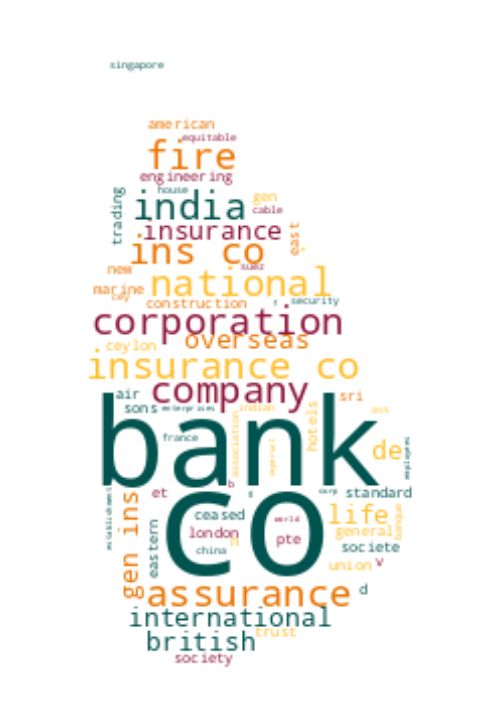 singapore
american
equitable
fire
engineering
house
trading
india
gen
cable
insurance
east
ins co
suez
new
national
marine
cey
construction
r
security
corporation
overseas
ceylon
insurance co
company
air
sri
sons
enterprises
indian
ass
bank
hotels
france
association
de
employees
imperial
b
et
corp
standard
co
establishment
gen ins
eastern
ceased
world
life
banque
london
pte
general
china
societe
union
v
assurance
d
international
british
trust
society